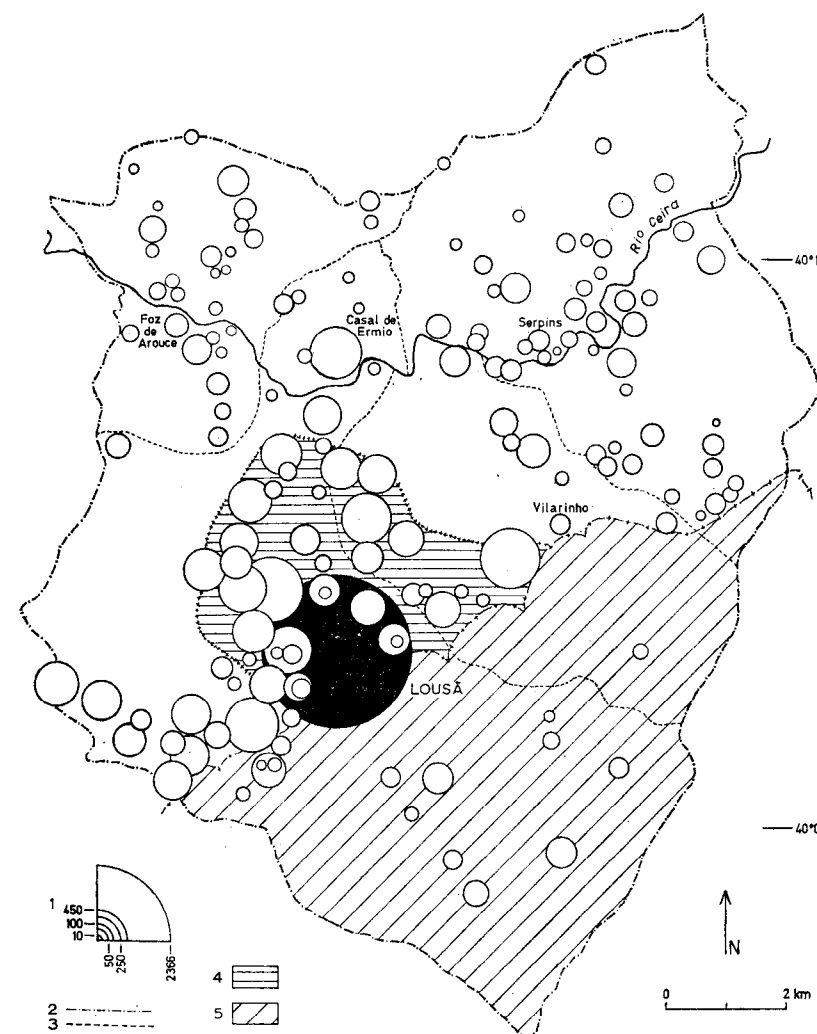 Rio Ceira
40°1
Foz
de
Arouce
Casal de
Ermio
Serpins
Vilarinho
LOUSÃ
40°0
1
450
100
10
50
250
2366
2
3
4
5
N
0 2 km